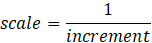 scale = 1/increment